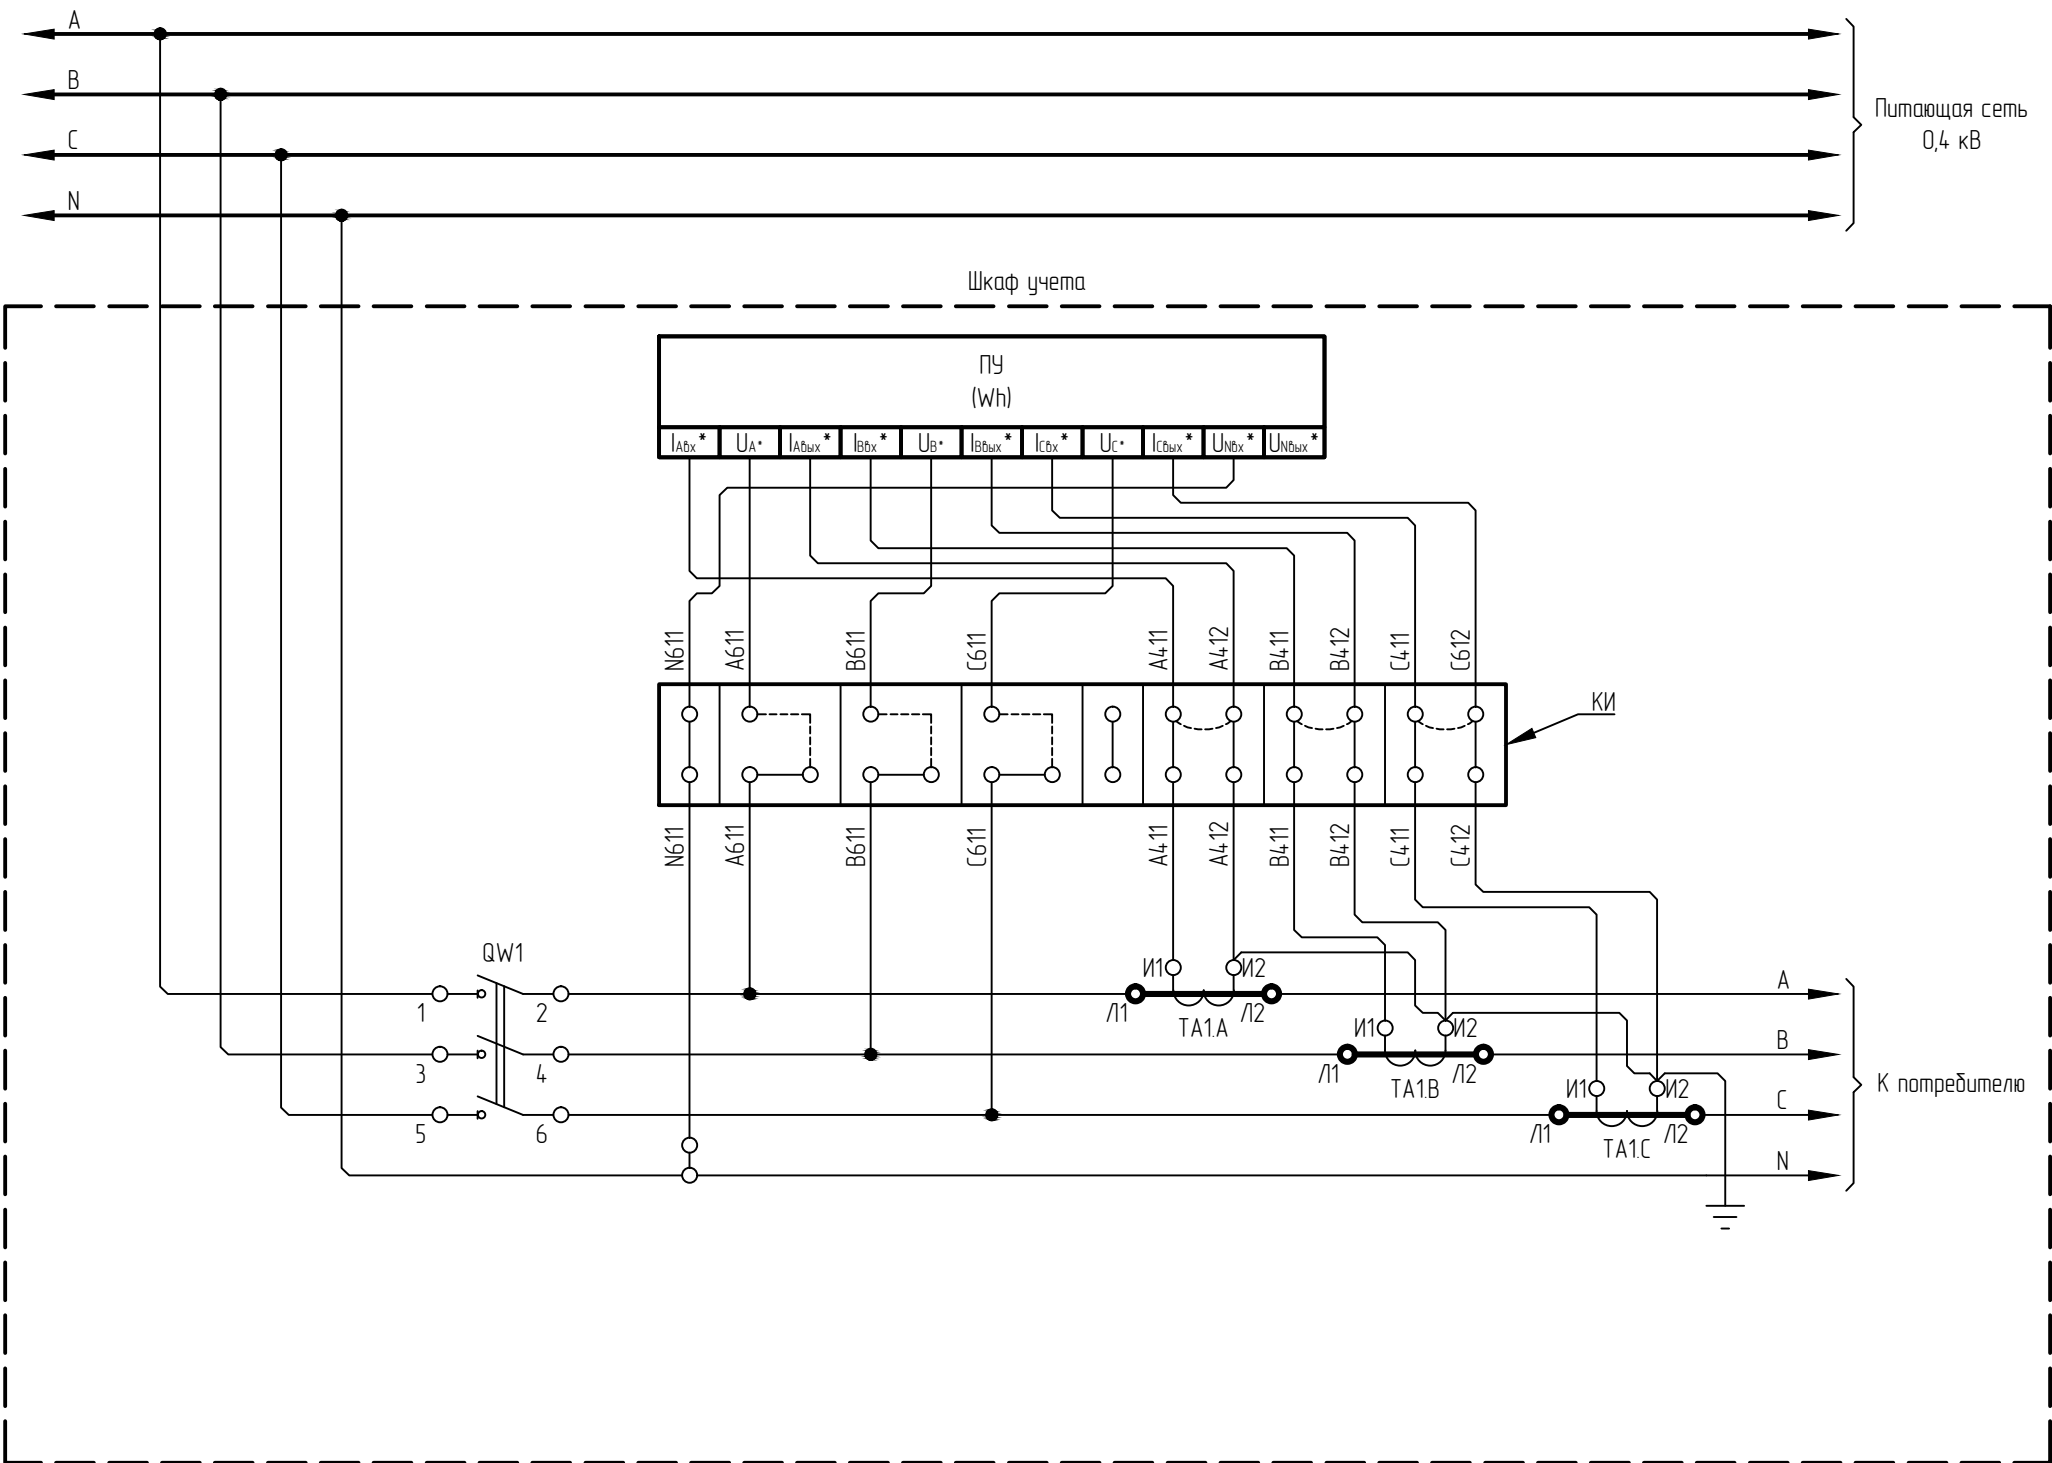 A
B
C
N
Питающая сеть
0,4 кВ
Шкаф учета
ПУ
(Wh)
IAвх* UA* IAвых* IBвх* UB* IBвых* ICвх* UC* ICвых* UNвх* UNвых*
N611 A611 B611 C611 A411 A412 B411 B412 C411 C612
КИ
N611 A611 B611 C611 A411 A412 B411 B412 C411 C412
QW1
1 2
3 4
5 6
И1 И2
Л1 ТА1.А Л2
И1 И2
Л1 ТА1.В Л2
И1 И2
Л1 ТА1.С Л2
A
B
C
N
К потребителю